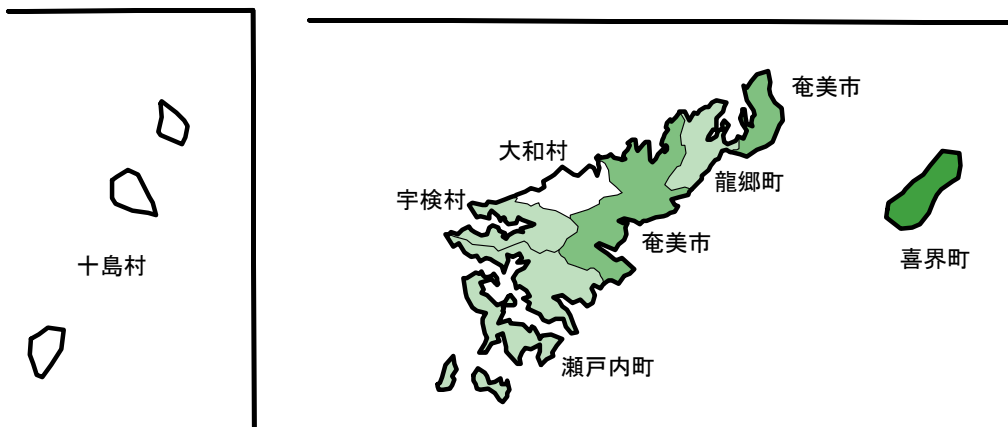 奄美市
大和村
龍郷町
宇検村
奄美市
喜界町
十島村
瀬戸内町